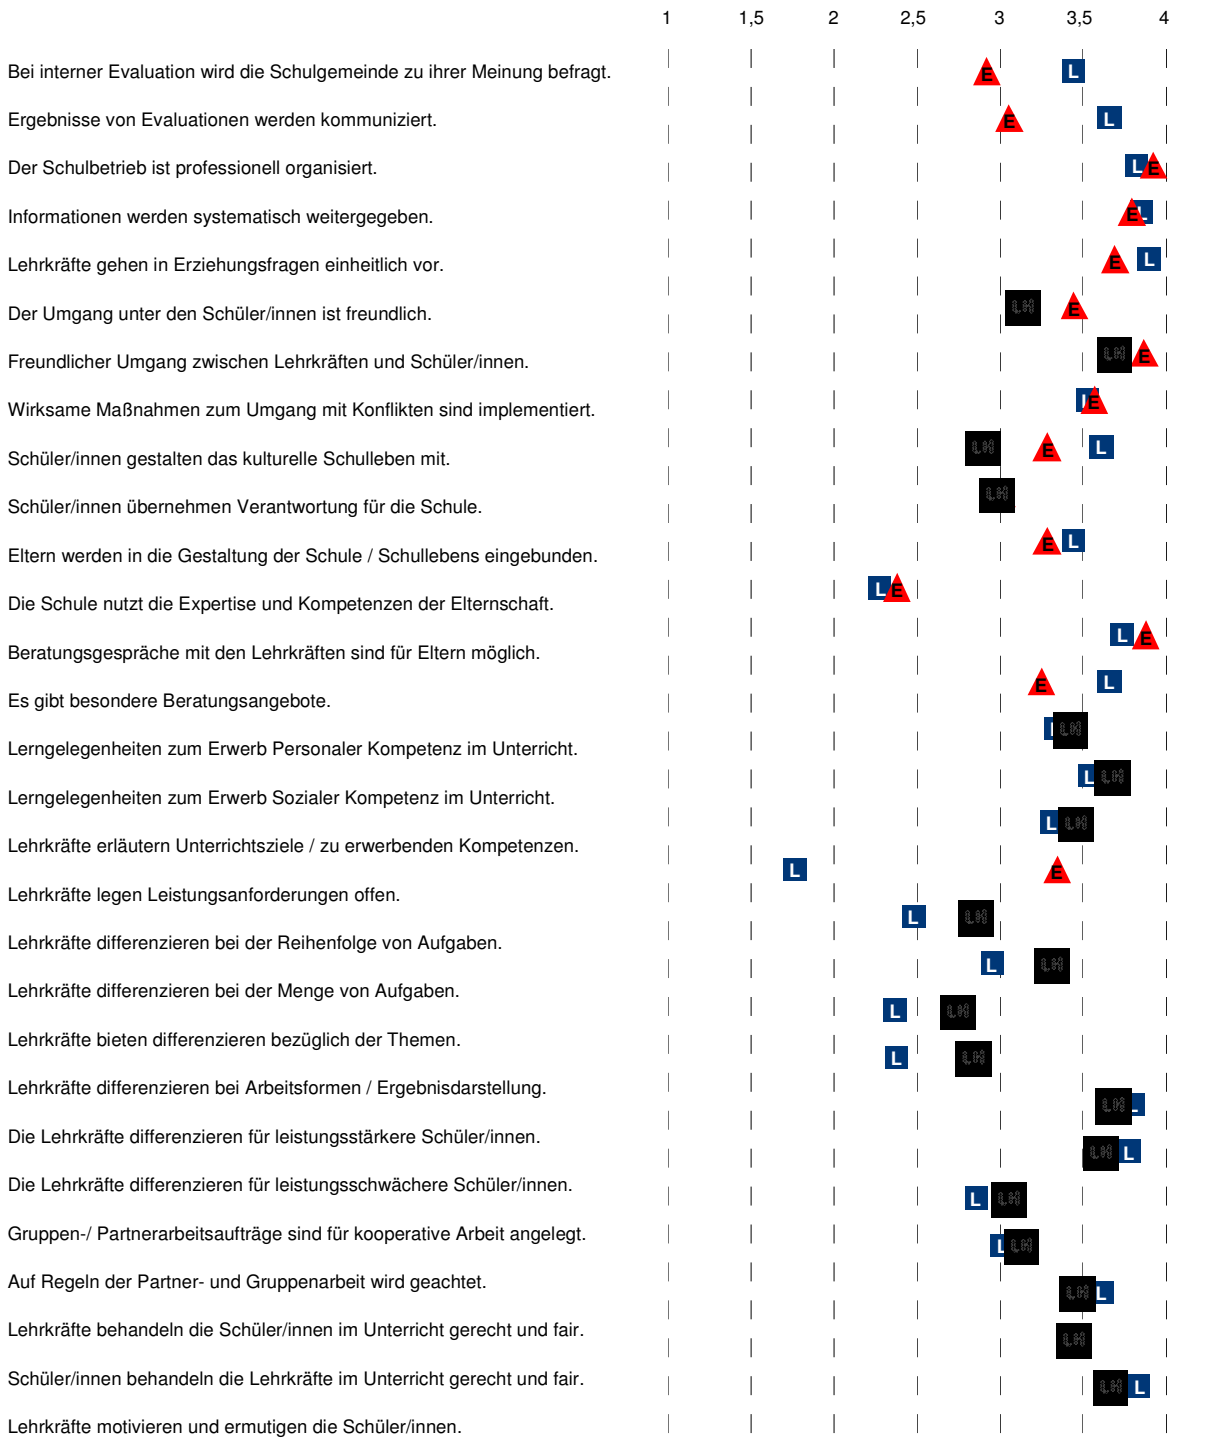 1 1,5 2 2,5 3 3,5 4
Bei interner Evaluation wird die Schulgemeinde zu ihrer Meinung befragt. E L
Ergebnisse von Evaluationen werden kommuniziert. E L
Der Schulbetrieb ist professionell organisiert. L E
Informationen werden systematisch weitergegeben. E L
Lehrkräfte gehen in Erziehungsfragen einheitlich vor. E L
Der Umgang unter den Schüler/innen ist freundlich. E
Freundlicher Umgang zwischen Lehrkräften und Schüler/innen. E
Wirksame Maßnahmen zum Umgang mit Konflikten sind implementiert. L E
Schüler/innen gestalten das kulturelle Schulleben mit. E L
Schüler/innen übernehmen Verantwortung für die Schule.
Eltern werden in die Gestaltung der Schule / Schullebens eingebunden. E L
Die Schule nutzt die Expertise und Kompetenzen der Elternschaft. L E
Beratungsgespräche mit den Lehrkräften sind für Eltern möglich. L E
Es gibt besondere Beratungsangebote. E L
Lerngelegenheiten zum Erwerb Personaler Kompetenz im Unterricht. L
Lerngelegenheiten zum Erwerb Sozialer Kompetenz im Unterricht. L
Lehrkräfte erläutern Unterrichtsziele / zu erwerbenden Kompetenzen. L
Lehrkräfte legen Leistungsanforderungen offen. L E
Lehrkräfte differenzieren bei der Reihenfolge von Aufgaben. L
Lehrkräfte differenzieren bei der Menge von Aufgaben. L
Lehrkräfte bieten differenzieren bezüglich der Themen. L
Lehrkräfte differenzieren bei Arbeitsformen / Ergebnisdarstellung. L
Die Lehrkräfte differenzieren für leistungsstärkere Schüler/innen. L
Die Lehrkräfte differenzieren für leistungsschwächere Schüler/innen. L
Gruppen-/ Partnerarbeitsaufträge sind für kooperative Arbeit angelegt. L
Auf Regeln der Partner- und Gruppenarbeit wird geachtet. L
Lehrkräfte behandeln die Schüler/innen im Unterricht gerecht und fair. L
Schüler/innen behandeln die Lehrkräfte im Unterricht gerecht und fair.
Lehrkräfte motivieren und ermutigen die Schüler/innen. L